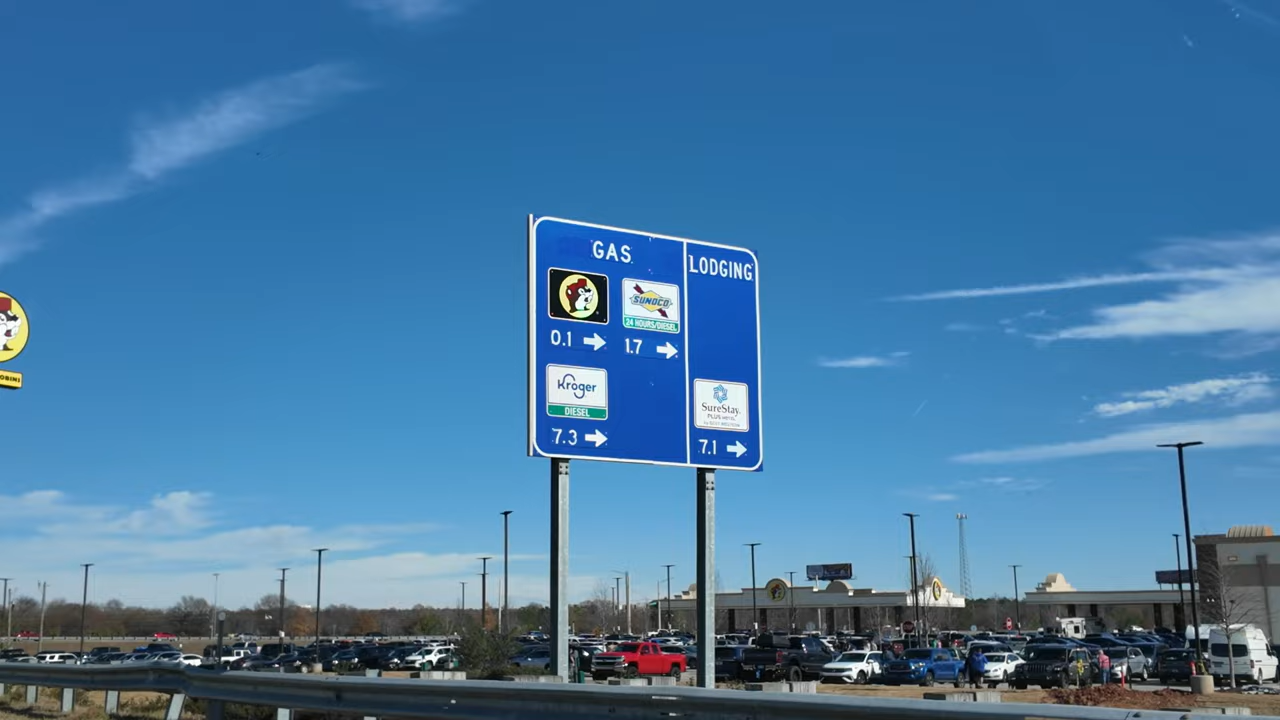 GAS
LODGING
SUNOCO
24 HOURS/DIESEL
0.1
1.7
Kroger
DIESEL
SureStay
PLUS HOTEL
7.3
7.1